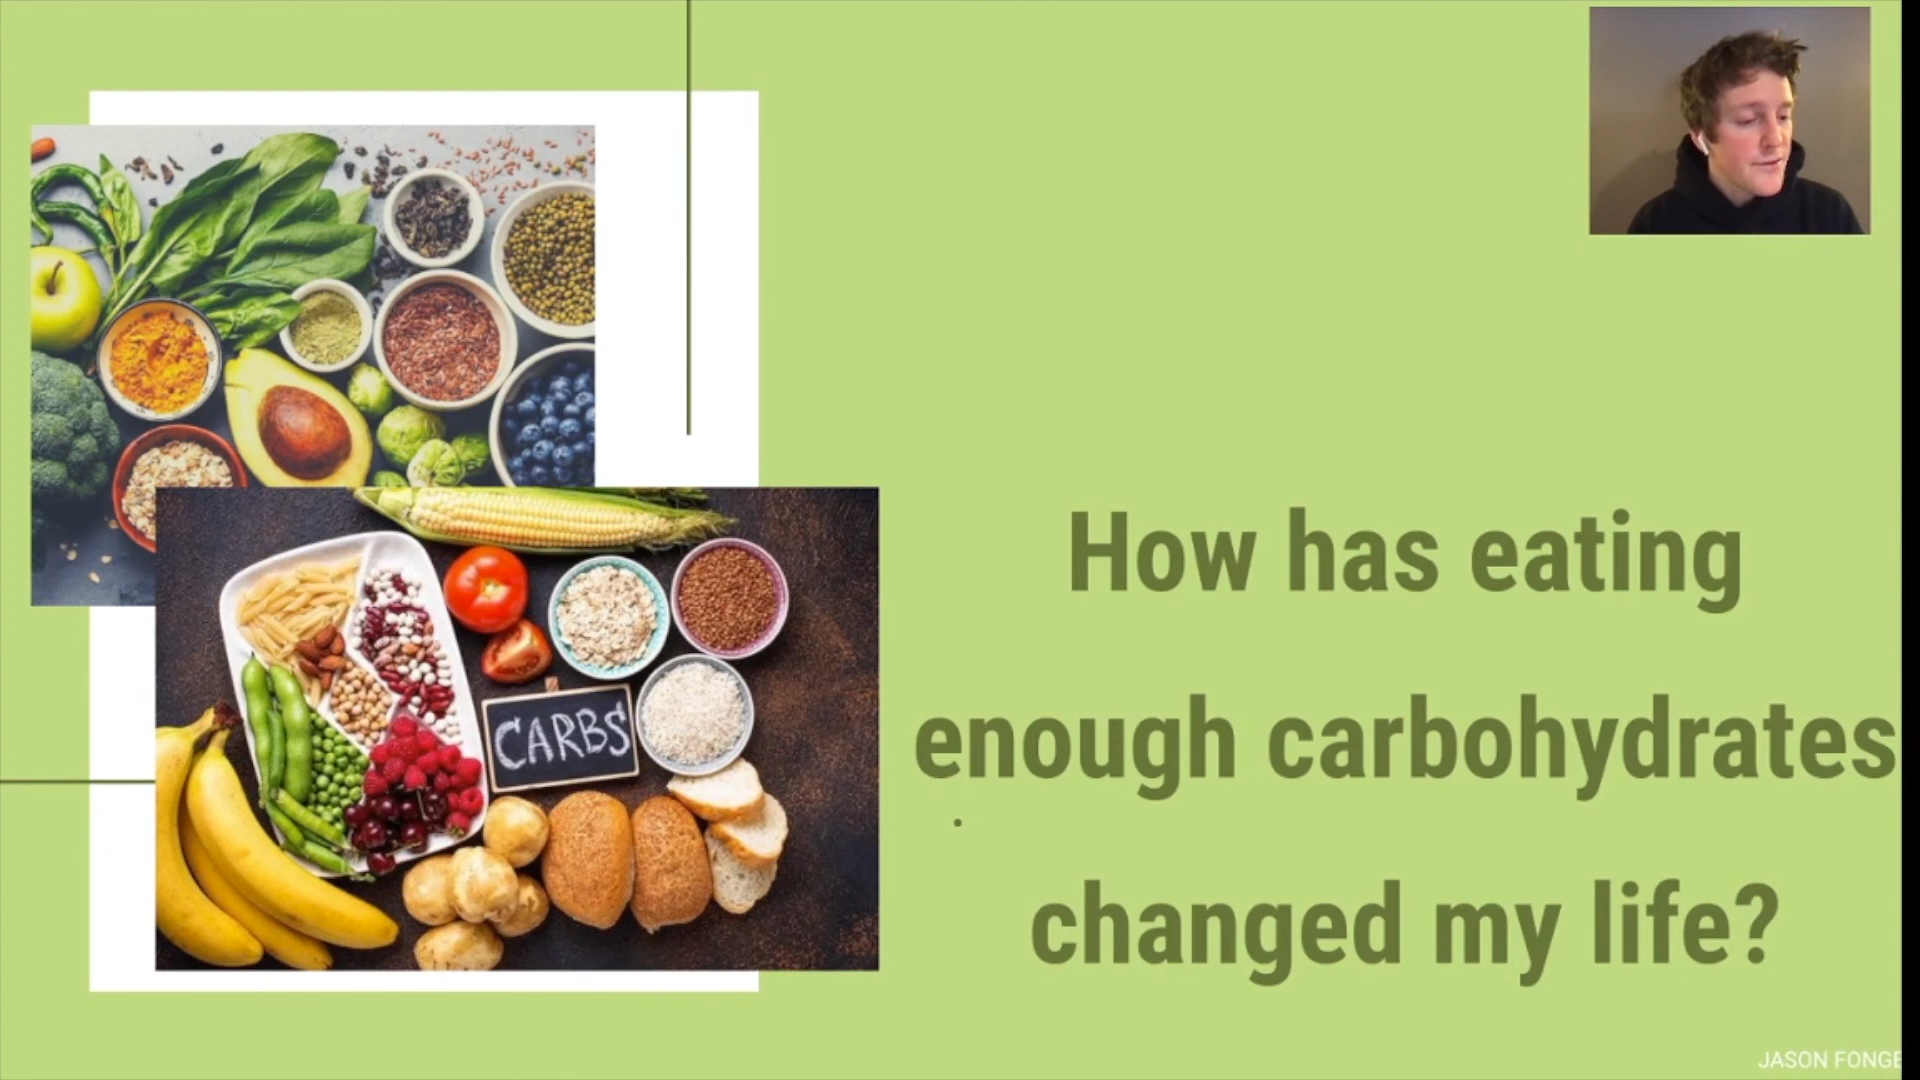 CARBS
How has eating
enough carbohydrates
changed my life?
JASON FONGE